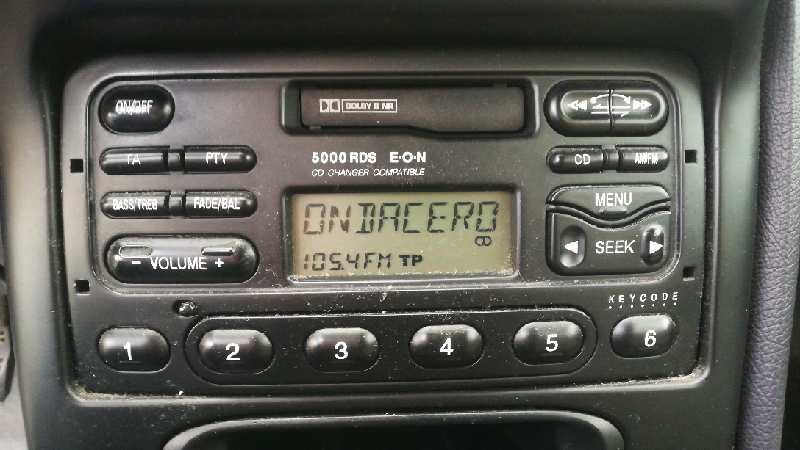 ON/OFF
DOLBY B NR
TA PTY
5000 RDS E·O·N
CD AM/FM
CD CHANGER COMPATIBLE
BASS/TREB FADE/BAL
ONDACERO
MENU
- VOLUME +
SEEK
105.4FM TP
KEYCODE
1 2 3 4 5 6